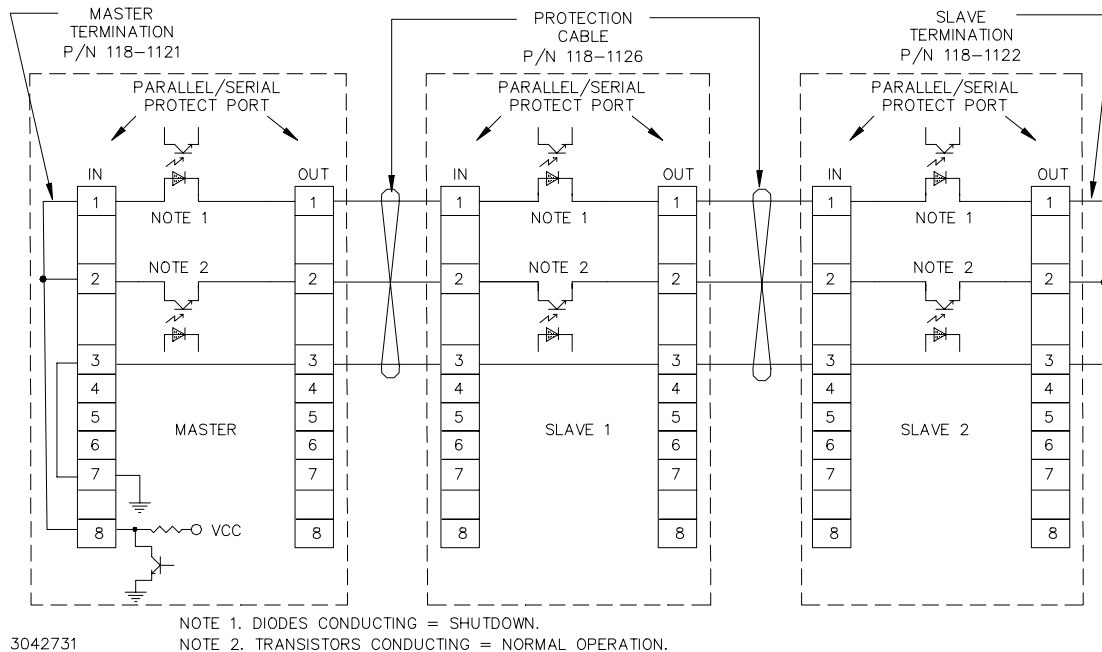 MASTER
TERMINATION
P/N 118-1121
PROTECTION
CABLE
P/N 118-1126
SLAVE
TERMINATION
P/N 118-1122
PARALLEL/SERIAL
PROTECT PORT
PARALLEL/SERIAL
PROTECT PORT
PARALLEL/SERIAL
PROTECT PORT
IN
OUT
IN
OUT
IN
OUT
1
NOTE 1
1
1
NOTE 1
1
1
NOTE 1
1
2
NOTE 2
2
2
NOTE 2
2
2
NOTE 2
2
3
3
3
3
3
3
4
4
4
4
4
4
5
5
5
5
5
5
MASTER
SLAVE 1
SLAVE 2
6
6
6
6
6
6
7
7
7
7
7
7
8
VCC
8
8
8
8
8
NOTE 1. DIODES CONDUCTING = SHUTDOWN.
3042731
NOTE 2. TRANSISTORS CONDUCTING = NORMAL OPERATION.